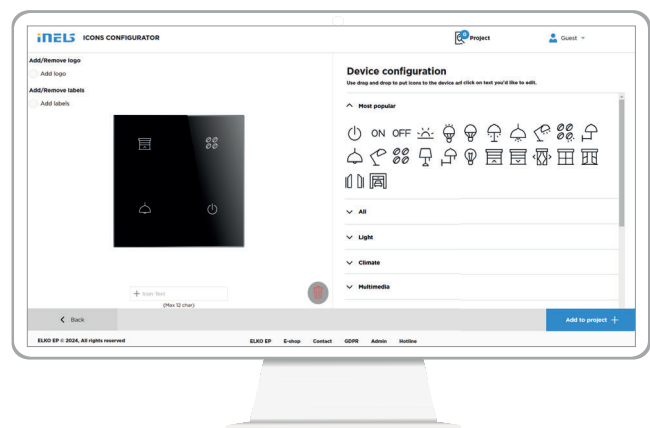 iNELS ICONS CONFIGURATOR
0 Project
Guest
Add/Remove logo
Add logo
Add/Remove labels
Add labels
Device configuration
Use drag and drop to put icons to the device anf click on text you'd like to edit.
Most popular
ON OFF
All
Light
Climate
Multimedia
+ Icon Text
(Max 12 char)
Back
Add to project +
ELKO EP © 2024, All rights reserved
ELKO EP E-shop Contact GDPR Admin Hotline